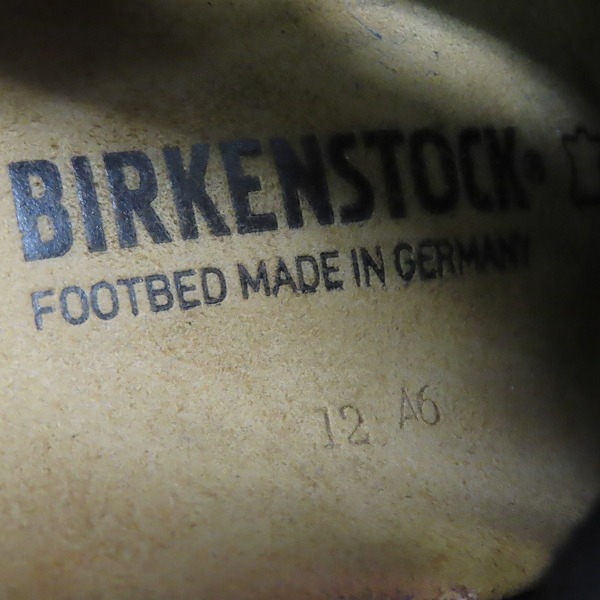 BIRKENSTOCK®
FOOTBED MADE IN GERMANY
12 A6